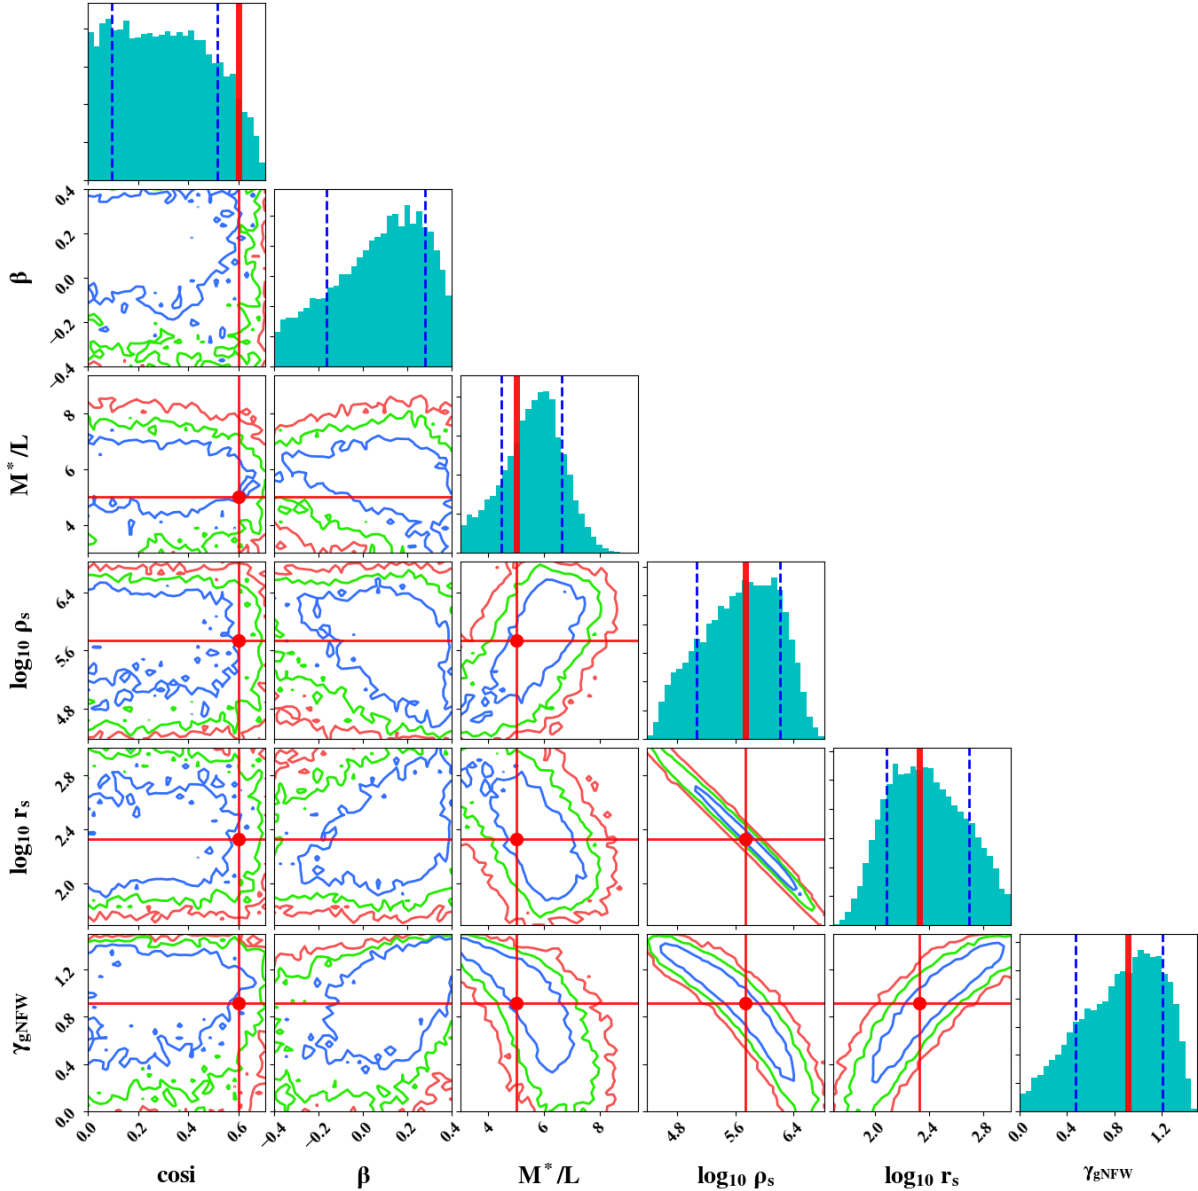 0.4
0.2
0.0
−0.2
−0.4
β
8
6
4
M*/L
6.4
5.6
4.8
log₁₀ ρₛ
2.8
2.4
2.0
log₁₀ rₛ
1.2
0.8
0.4
0.0
γgNFW
0.0 0.2 0.4 0.6 −0.4 −0.2 0.0 0.2 0.4 4 6 8 4.8 5.6 6.4 2.0 2.4 2.8 0.0 0.4 0.8 1.2
cosi β M*/L log₁₀ ρₛ log₁₀ rₛ γgNFW